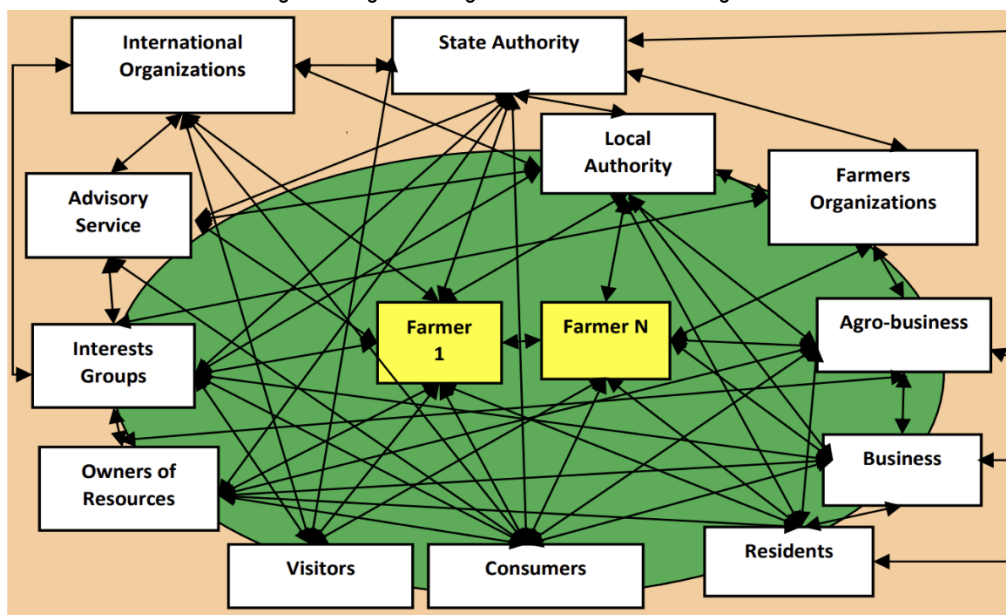 International
Organizations
State Authority
Local
Authority
Farmers
Organizations
Advisory
Service
Farmer
1
Farmer N
Agro-business
Interests
Groups
Owners of
Resources
Business
Visitors
Consumers
Residents